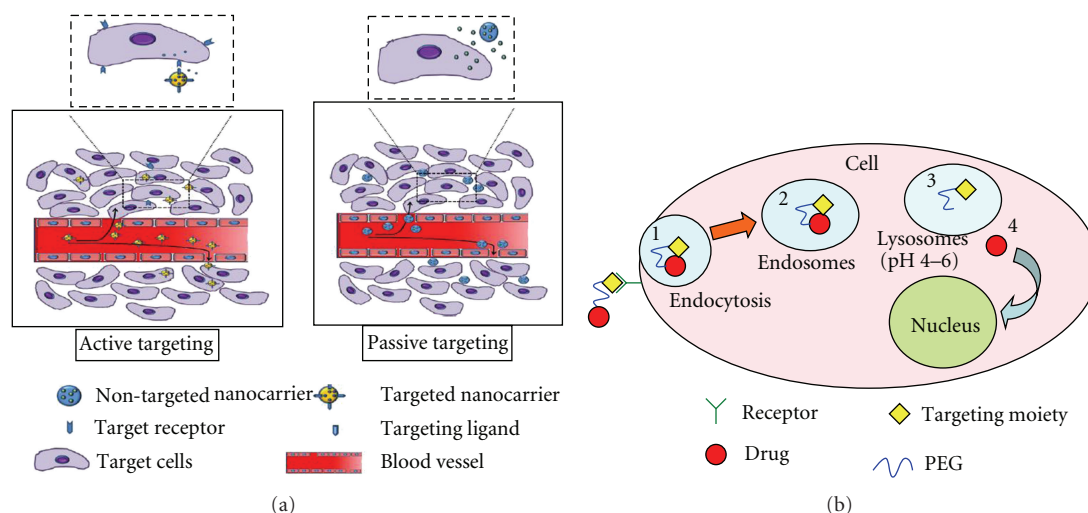 Active targeting
Passive targeting
Non-targeted nanocarrier
Targeted nanocarrier
Target receptor
Targeting ligand
Target cells
Blood vessel
(a)
Cell
1
2
3
4
Endocytosis
Endosomes
Lysosomes
(pH 4–6)
Nucleus
Receptor
Targeting moiety
Drug
PEG
(b)